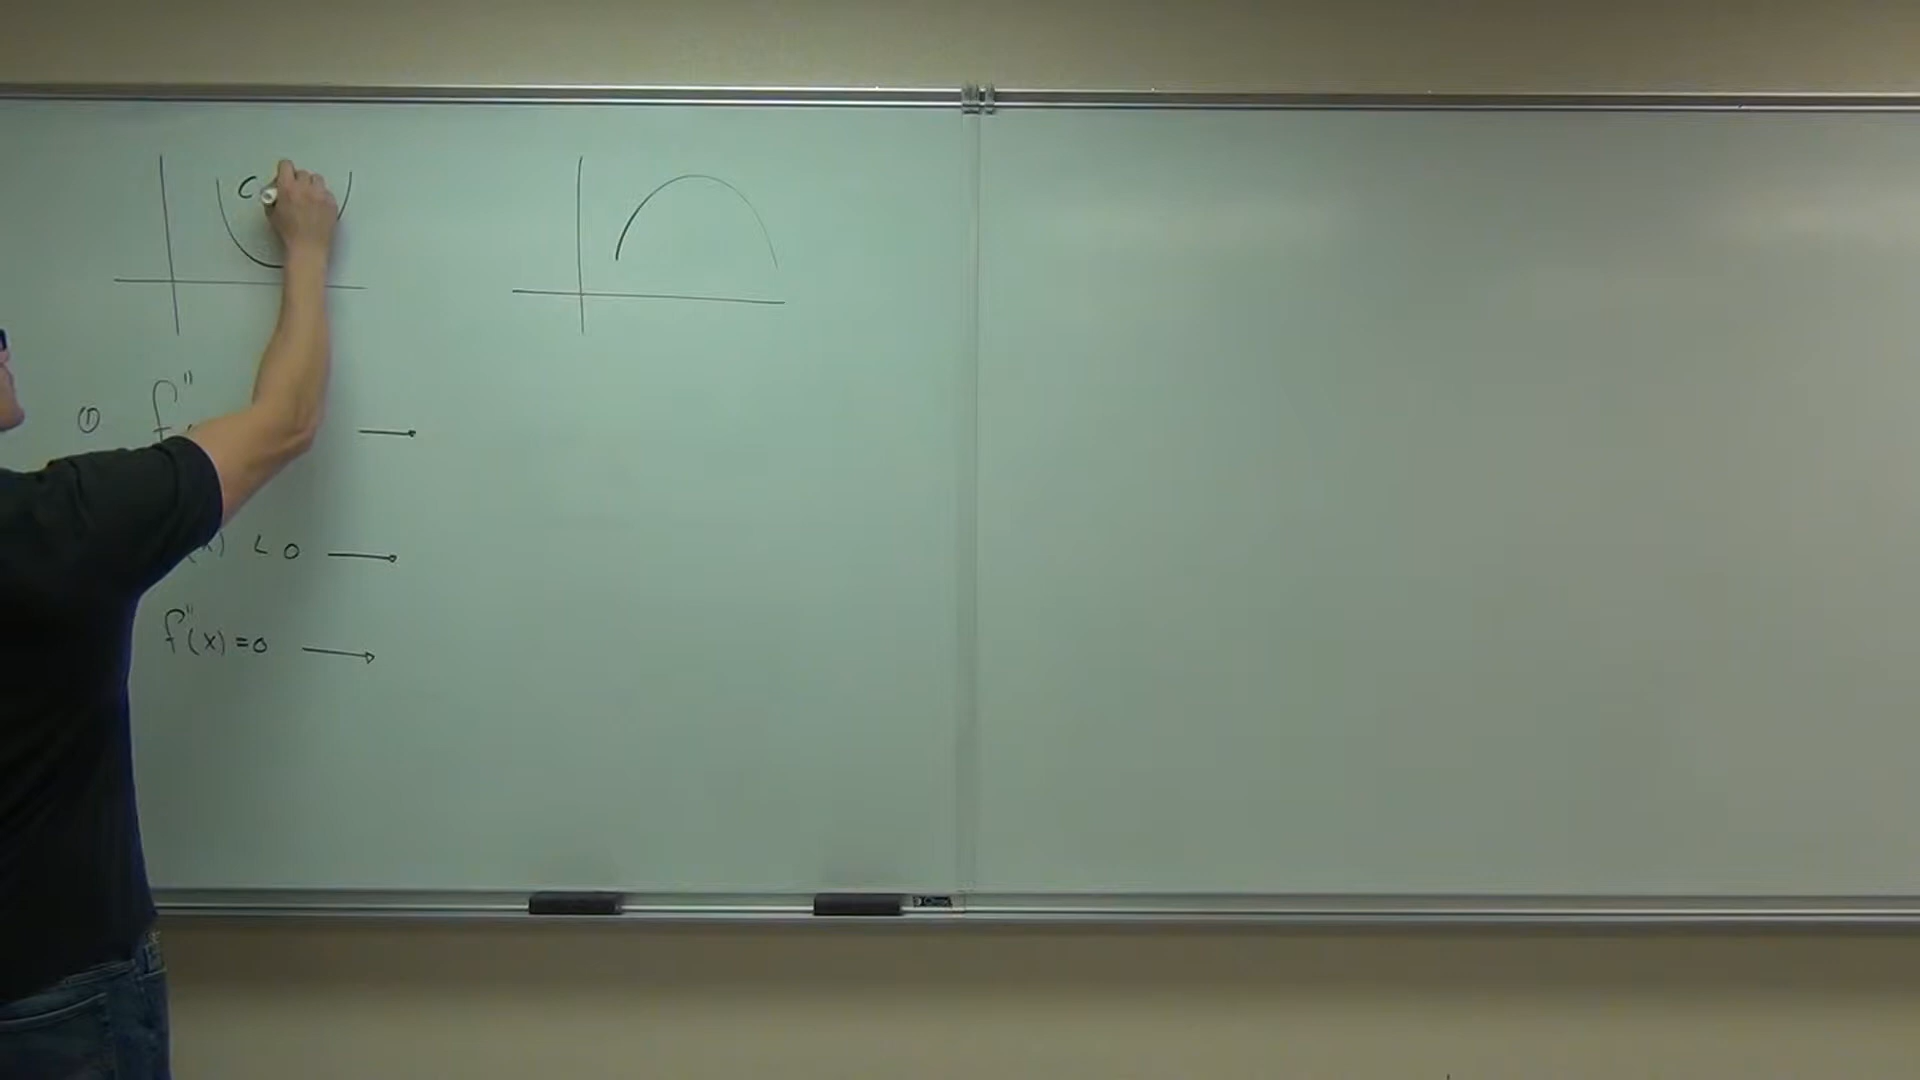 C
① f"
(x) < 0
f"(x) = 0